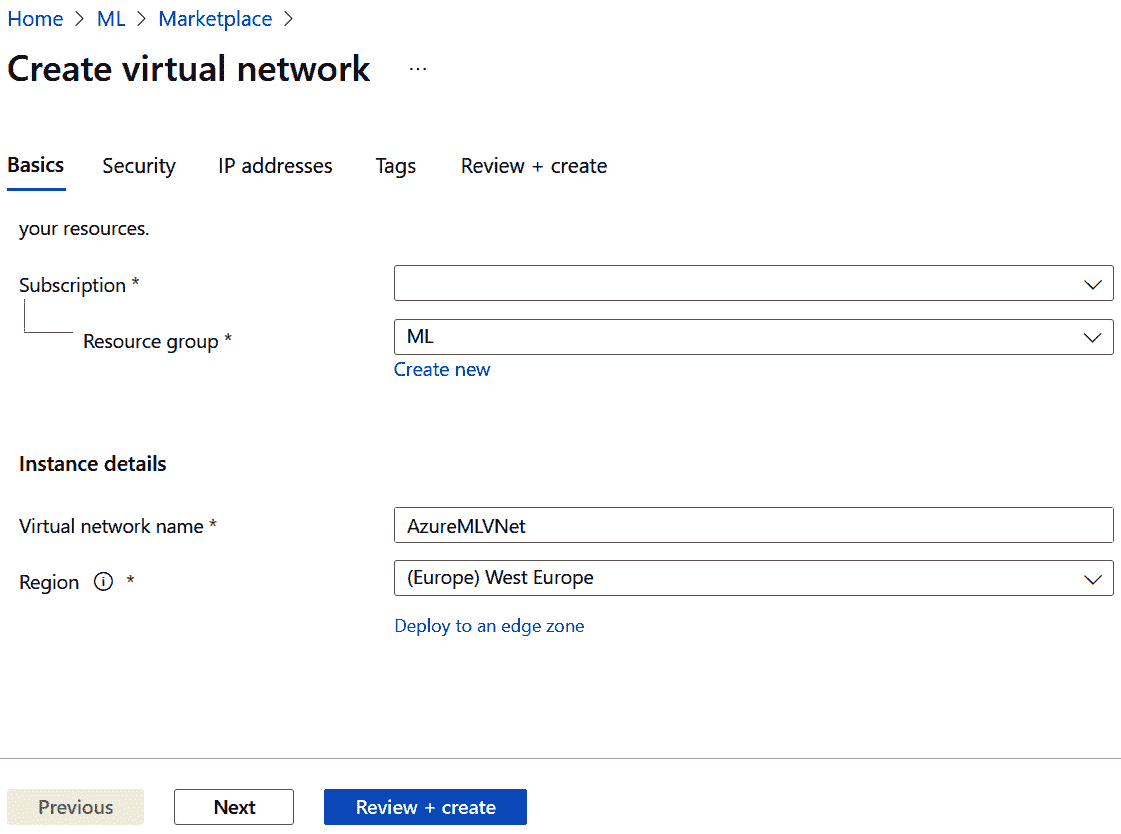 Home > ML > Marketplace >
Create virtual network ...
Basics Security IP addresses Tags Review + create
your resources.
Subscription *
Resource group * ML
Create new
Instance details
Virtual network name * AzureMLVNet
Region ⓘ * (Europe) West Europe
Deploy to an edge zone
Previous Next Review + create